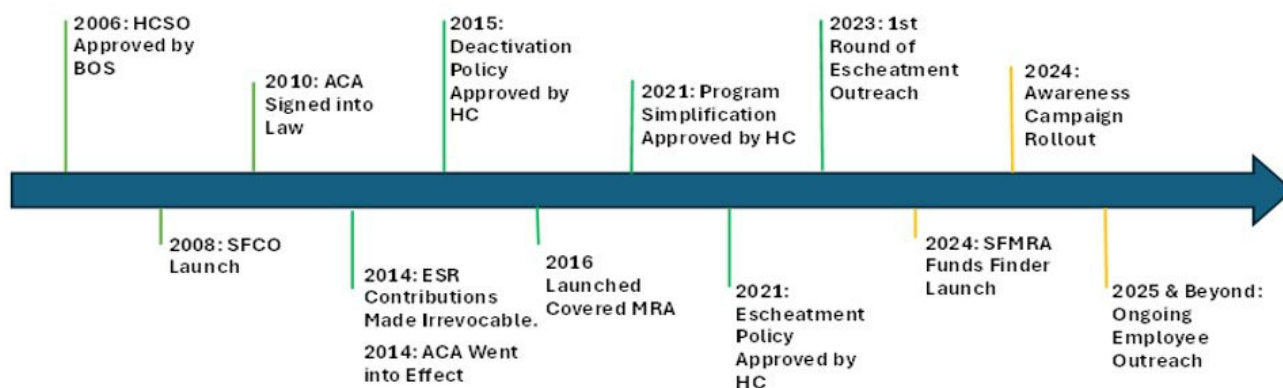 2006: HCSO
Approved by
BOS
2008: SFCO
Launch
2010: ACA
Signed into
Law
2014: ESR
Contributions
Made Irrevocable.
2014: ACA Went
into Effect
2015:
Deactivation
Policy
Approved by
HC
2016
Launched
Covered MRA
2021: Program
Simplification
Approved by HC
2021:
Escheatment
Policy
Approved by
HC
2023: 1st
Round of
Escheatment
Outreach
2024: SFMRA
Funds Finder
Launch
2024:
Awareness
Campaign
Rollout
2025 & Beyond:
Ongoing
Employee
Outreach